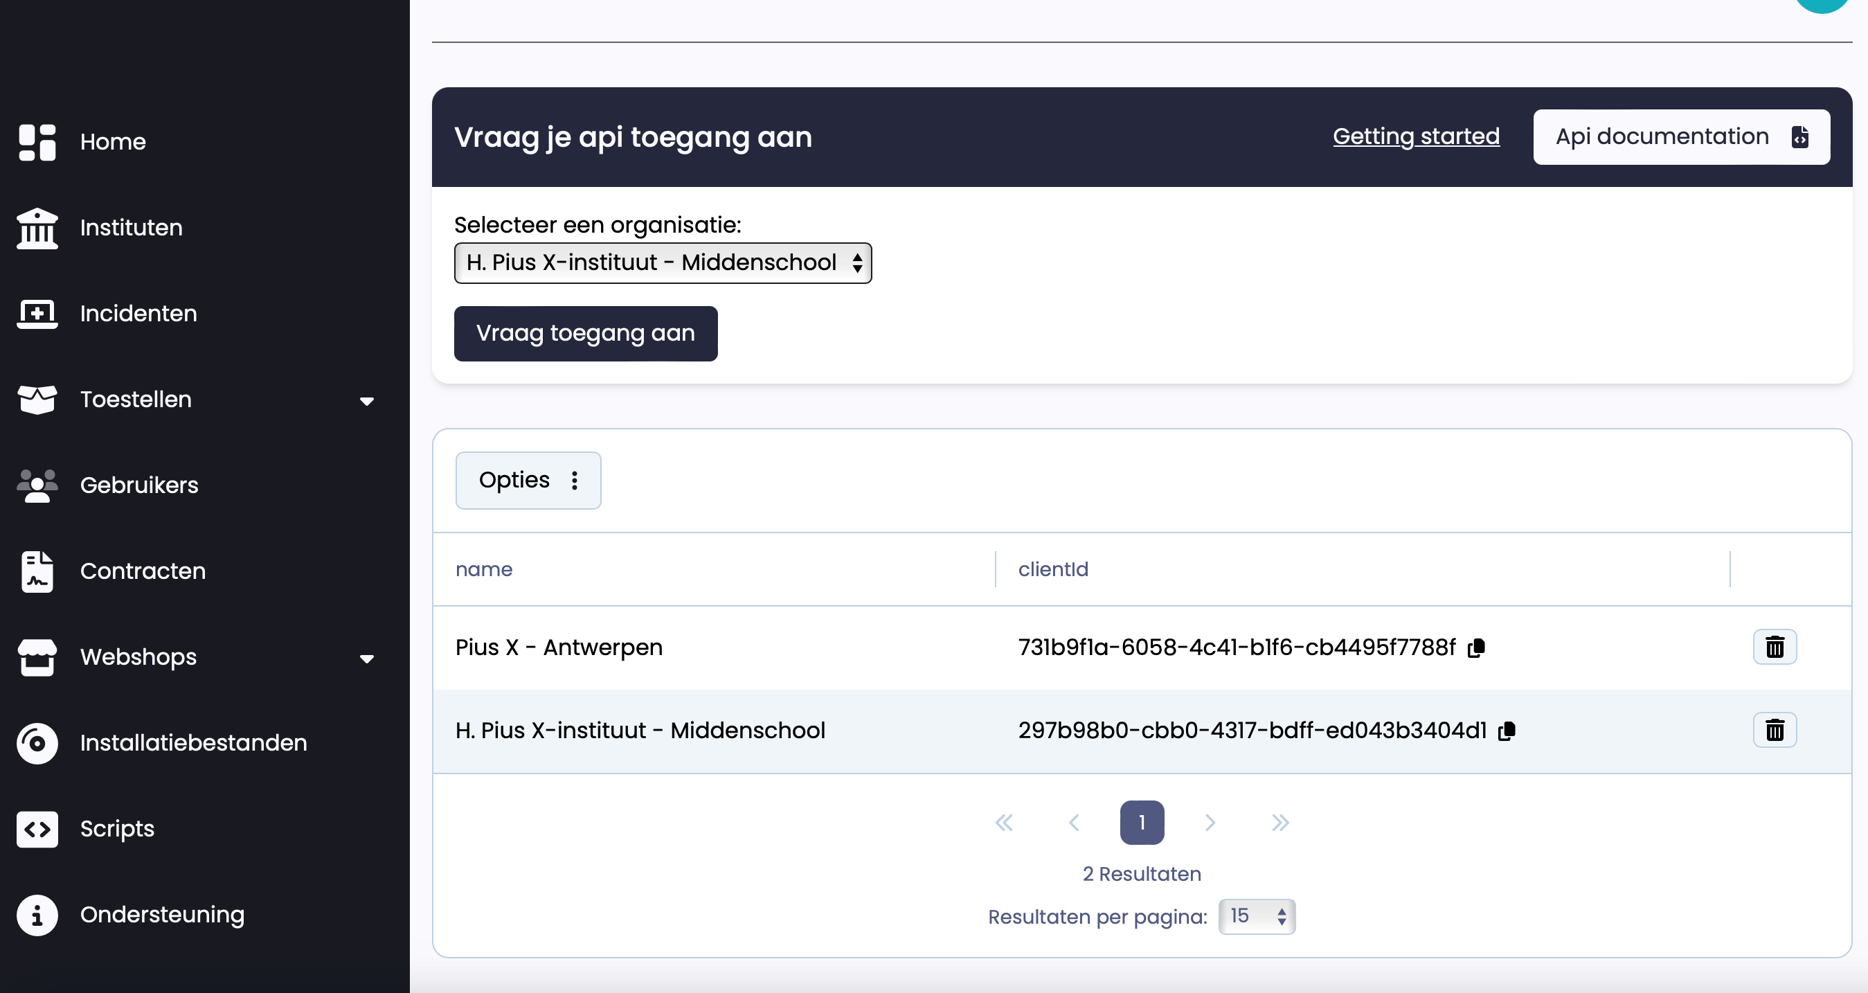 Home
Instituten
Incidenten
Toestellen
Gebruikers
Contracten
Webshops
Installatiebestanden
Scripts
Ondersteuning
Vraag je api toegang aan
Getting started
Api documentation
Selecteer een organisatie:
H. Pius X-instituut - Middenschool
Vraag toegang aan
Opties
name clientId
Pius X - Antwerpen 731b9f1a-6058-4c41-b1f6-cb4495f7788f
H. Pius X-instituut - Middenschool 297b98b0-cbb0-4317-bdff-ed043b3404d1
1
2 Resultaten
Resultaten per pagina: 15